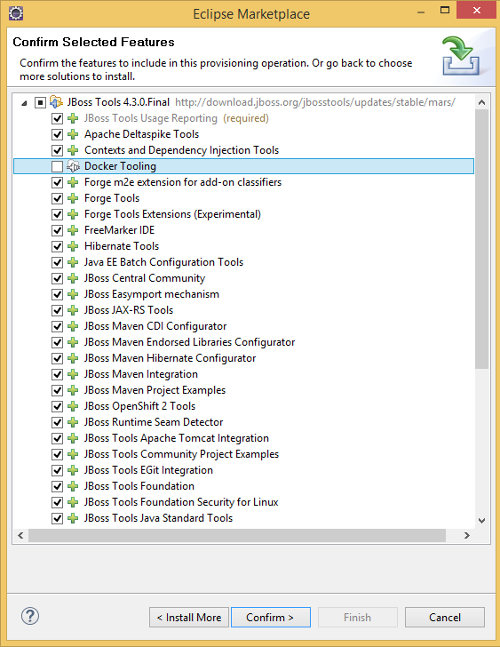 Eclipse Marketplace
Confirm Selected Features
Confirm the features to include in this provisioning operation. Or go back to choose
more solutions to install.
JBoss Tools 4.3.0.Final http://download.jboss.org/jbosstools/updates/stable/mars/
JBoss Tools Usage Reporting (required)
Apache Deltaspike Tools
Contexts and Dependency Injection Tools
Docker Tooling
Forge m2e extension for add-on classifiers
Forge Tools
Forge Tools Extensions (Experimental)
FreeMarker IDE
Hibernate Tools
Java EE Batch Configuration Tools
JBoss Central Community
JBoss Easymport mechanism
JBoss JAX-RS Tools
JBoss Maven CDI Configurator
JBoss Maven Endorsed Libraries Configurator
JBoss Maven Hibernate Configurator
JBoss Maven Integration
JBoss Maven Project Examples
JBoss OpenShift 2 Tools
JBoss Runtime Seam Detector
JBoss Tools Apache Tomcat Integration
JBoss Tools Community Project Examples
JBoss Tools EGit Integration
JBoss Tools Foundation
JBoss Tools Foundation Security for Linux
JBoss Tools Java Standard Tools
? < Install More Confirm > Finish Cancel